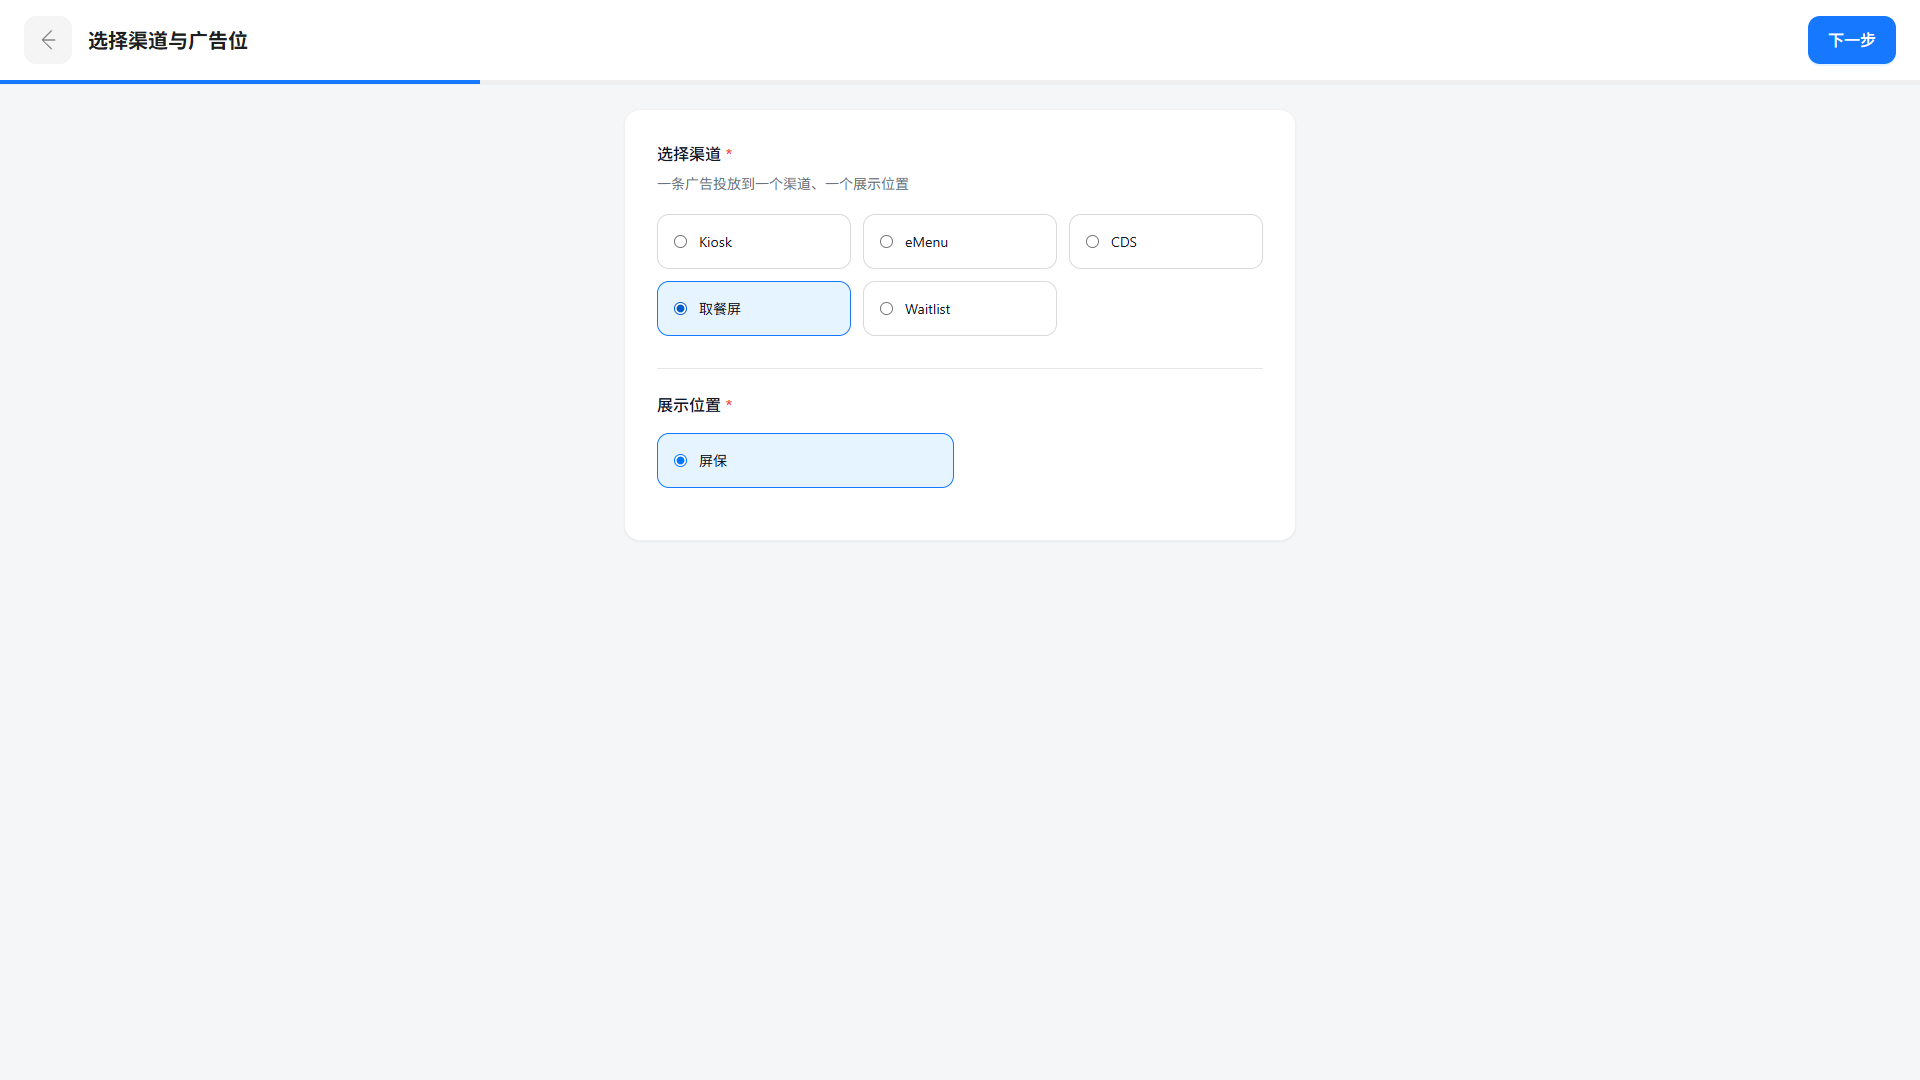 选择渠道与广告位
下一步
选择渠道 *
一条广告投放到一个渠道、一个展示位置
Kiosk
eMenu
CDS
取餐屏
Waitlist
展示位置 *
屏保